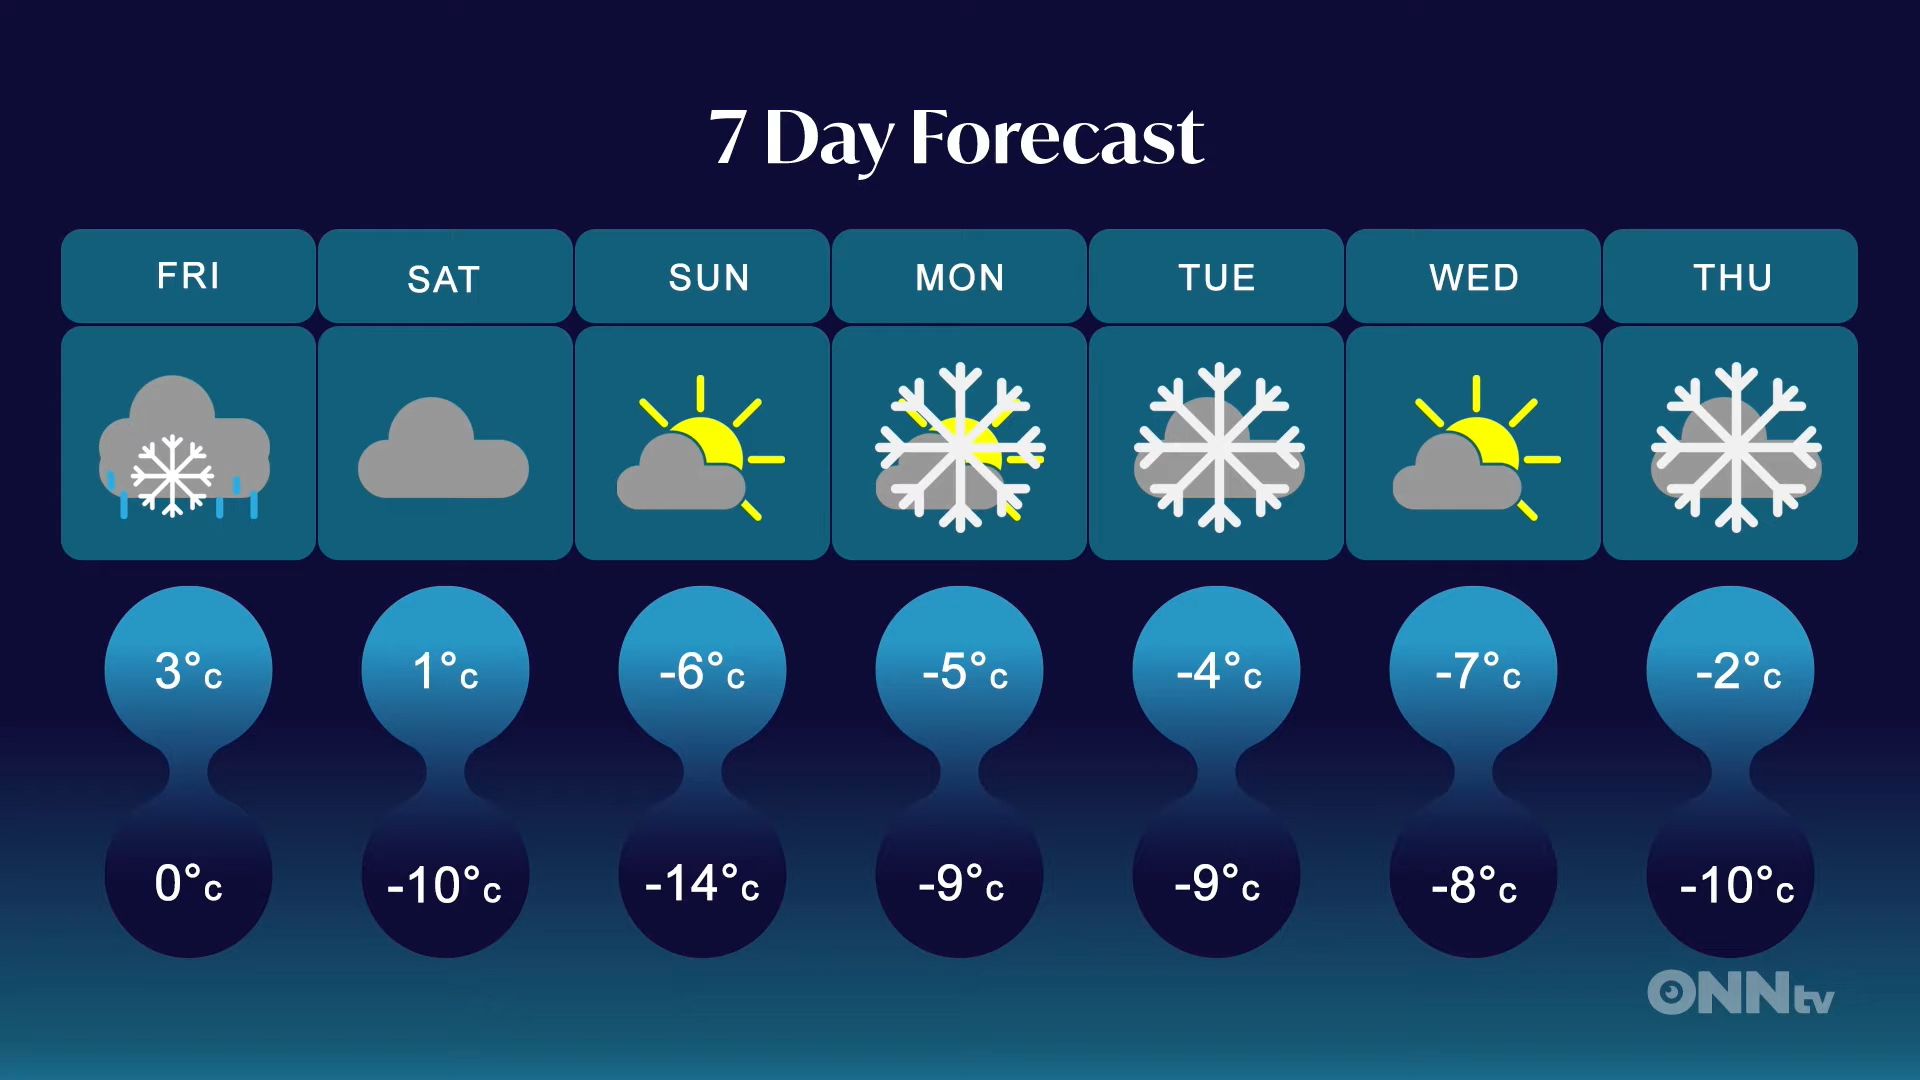 7 Day Forecast
FRI SAT SUN MON TUE WED THU
3°c 1°c -6°c -5°c -4°c -7°c -2°c
0°c -10°c -14°c -9°c -9°c -8°c -10°c
ONNtv